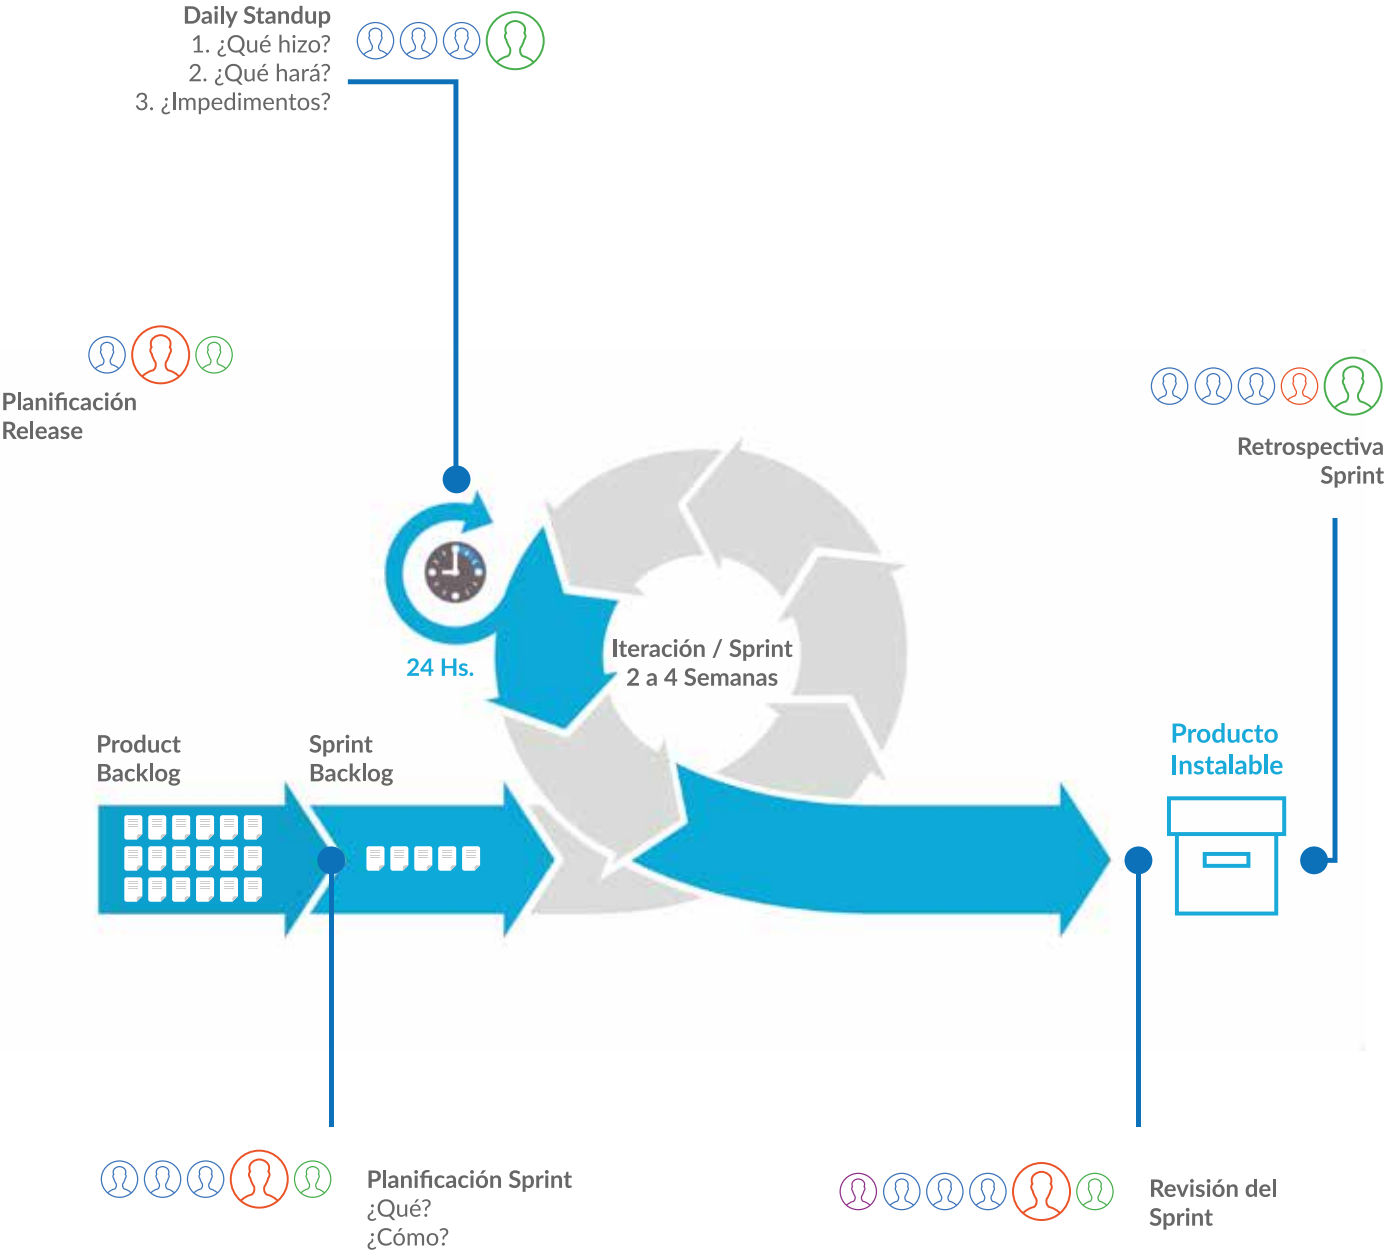 Daily Standup
1. ¿Qué hizo?
2. ¿Qué hará?
3. ¿Impedimentos?
Planificación
Release
Retrospectiva
Sprint
24 Hs.
Iteración / Sprint
2 a 4 Semanas
Product
Backlog
Sprint
Backlog
Producto
Instalable
Planificación Sprint
¿Qué?
¿Cómo?
Revisión del
Sprint